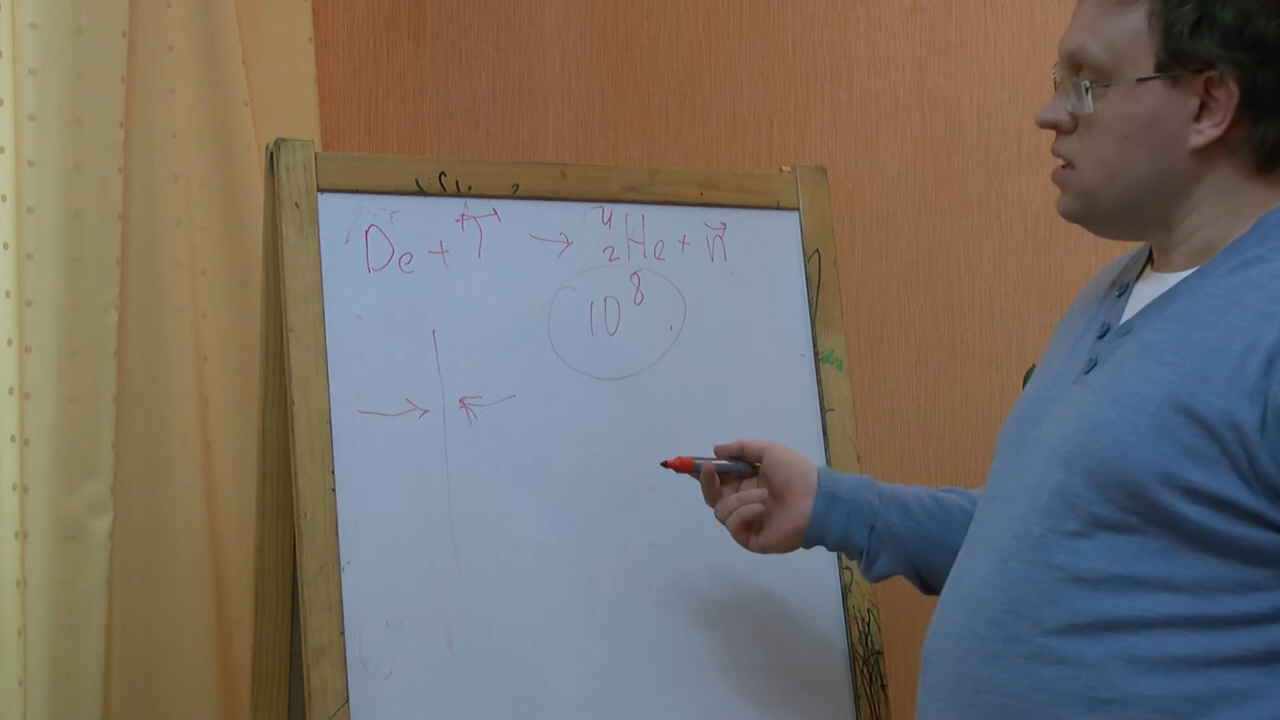 De + T → ⁴₂He + n⃗
10⁸